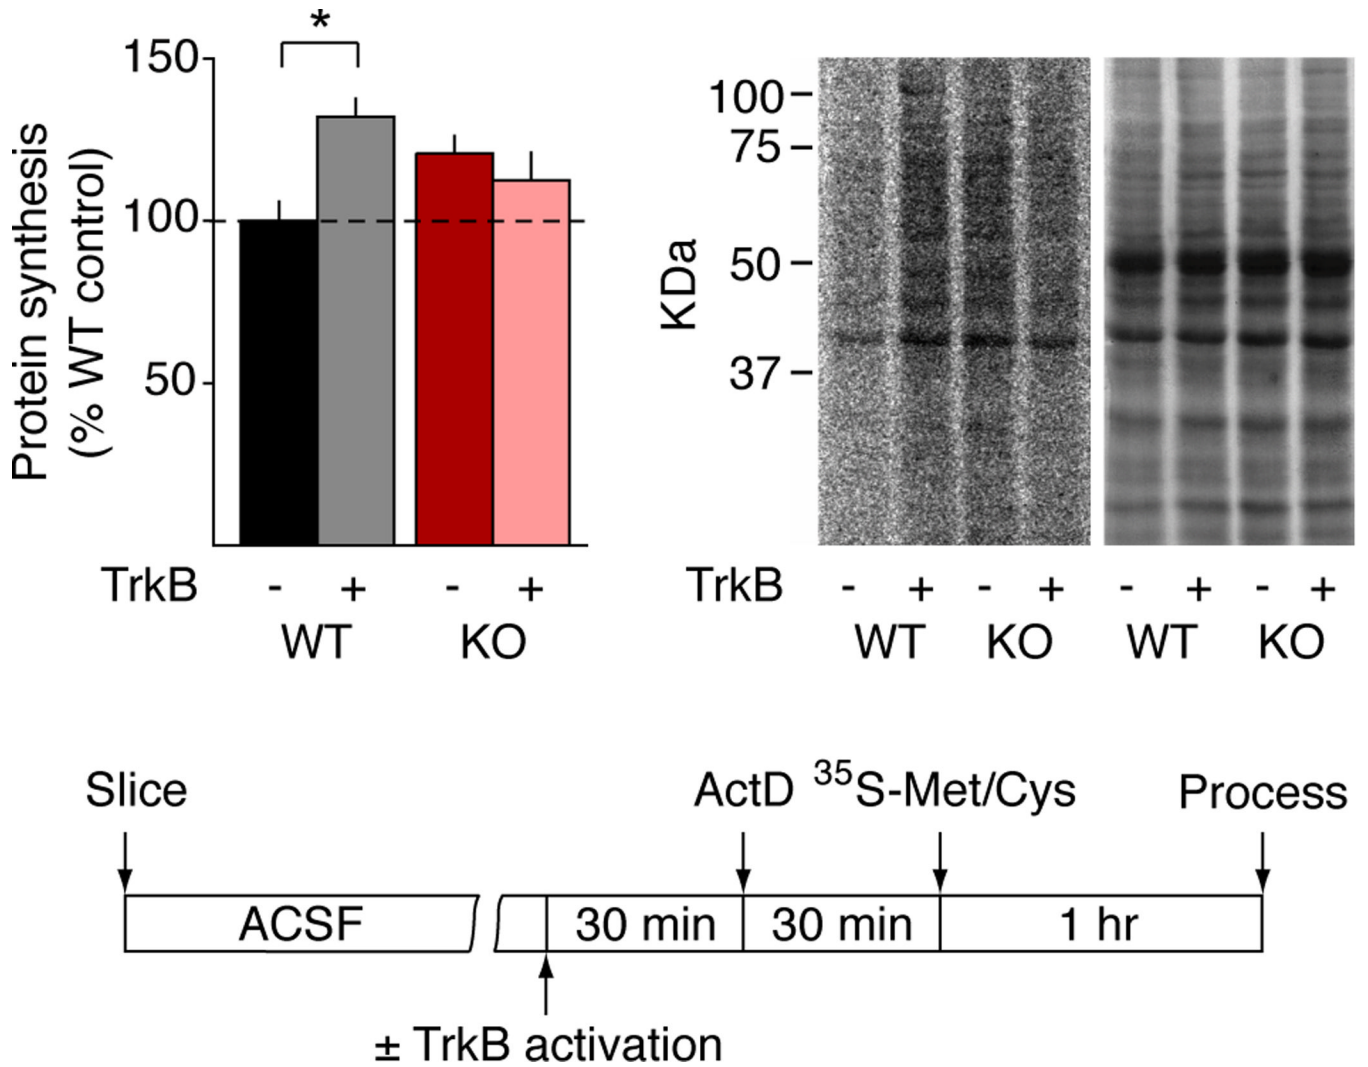 *
150
100
50
Protein synthesis
(% WT control)
TrkB - + - +
WT KO
100
75
50
37
KDa
TrkB - + - + - + - +
WT KO WT KO
Slice ActD ³⁵S-Met/Cys Process
ACSF 30 min 30 min 1 hr
± TrkB activation